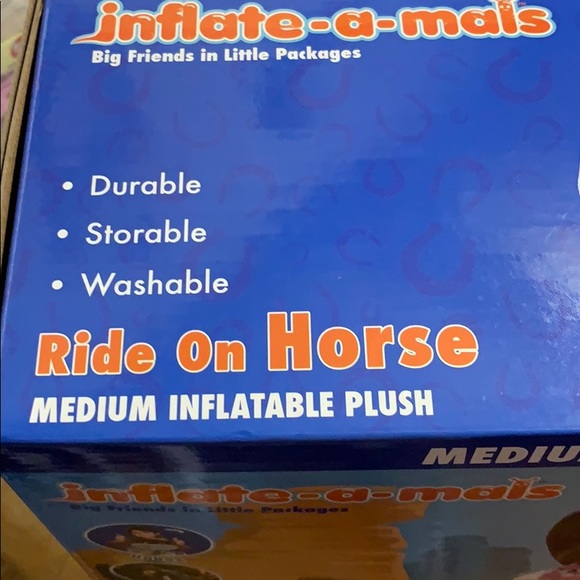 inflate-a-mals
Big Friends in Little Packages
• Durable
• Storable
• Washable
Ride On Horse
MEDIUM INFLATABLE PLUSH
inflate-a-mals
Big Friends in Little Packages